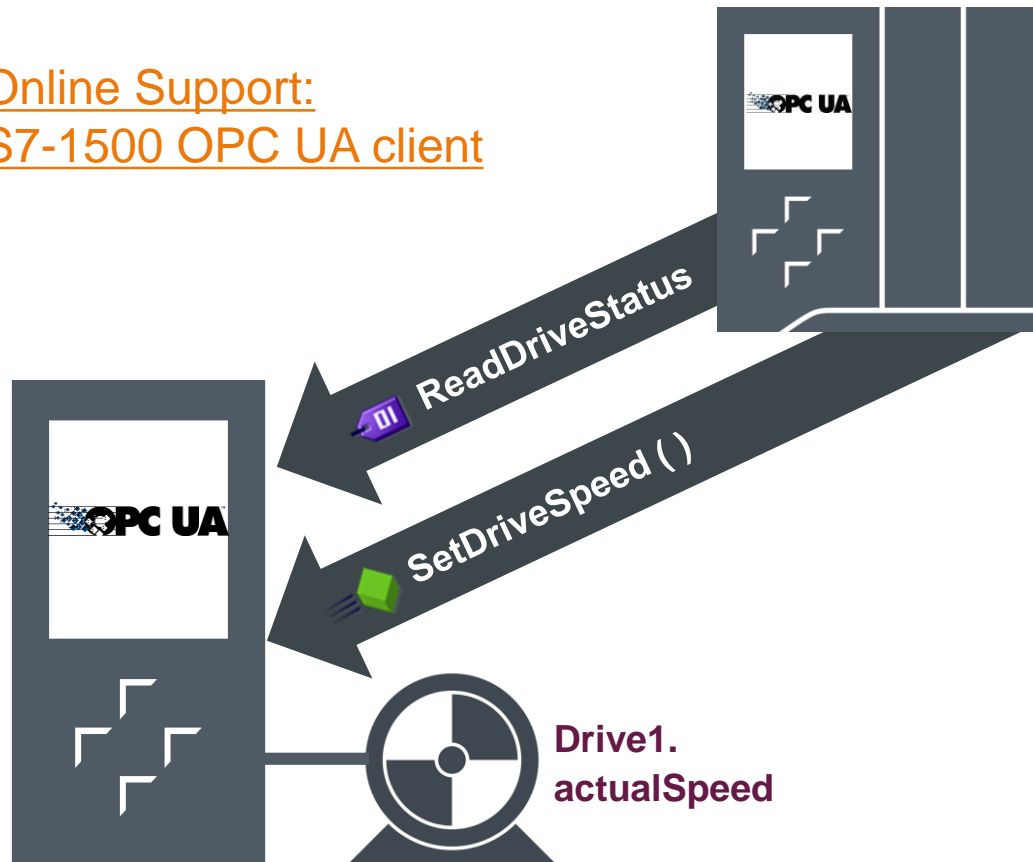 Online Support:
S7-1500 OPC UA client
OPC UA
ReadDriveStatus
SetDriveSpeed ( )
OPC UA
Drive1.
actualSpeed